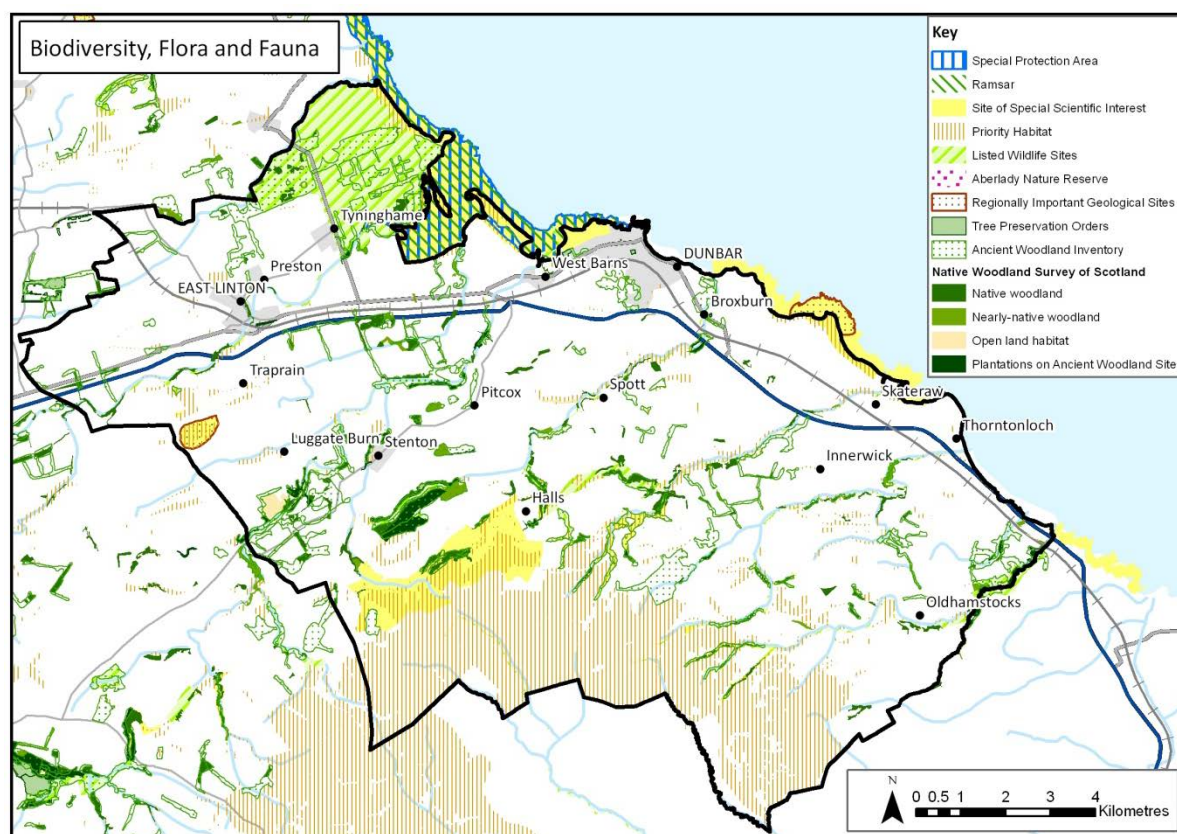 Biodiversity, Flora and Fauna
Key
Special Protection Area
Ramsar
Site of Special Scientific Interest
Priority Habitat
Listed Wildlife Sites
Aberlady Nature Reserve
Regionally Important Geological Sites
Tree Preservation Orders
Ancient Woodland Inventory
Native Woodland Survey of Scotland
Native woodland
Nearly-native woodland
Open land habitat
Plantations on Ancient Woodland Site
Tyninghame
Preston
EAST LINTON
West Barns
DUNBAR
Broxburn
Traprain
Pitcox
Spott
Skateraw
Thorntonloch
Luggate Burn
Stenton
Innerwick
Halls
Oldhamstocks
N
0 0.5 1 2 3 4
Kilometres